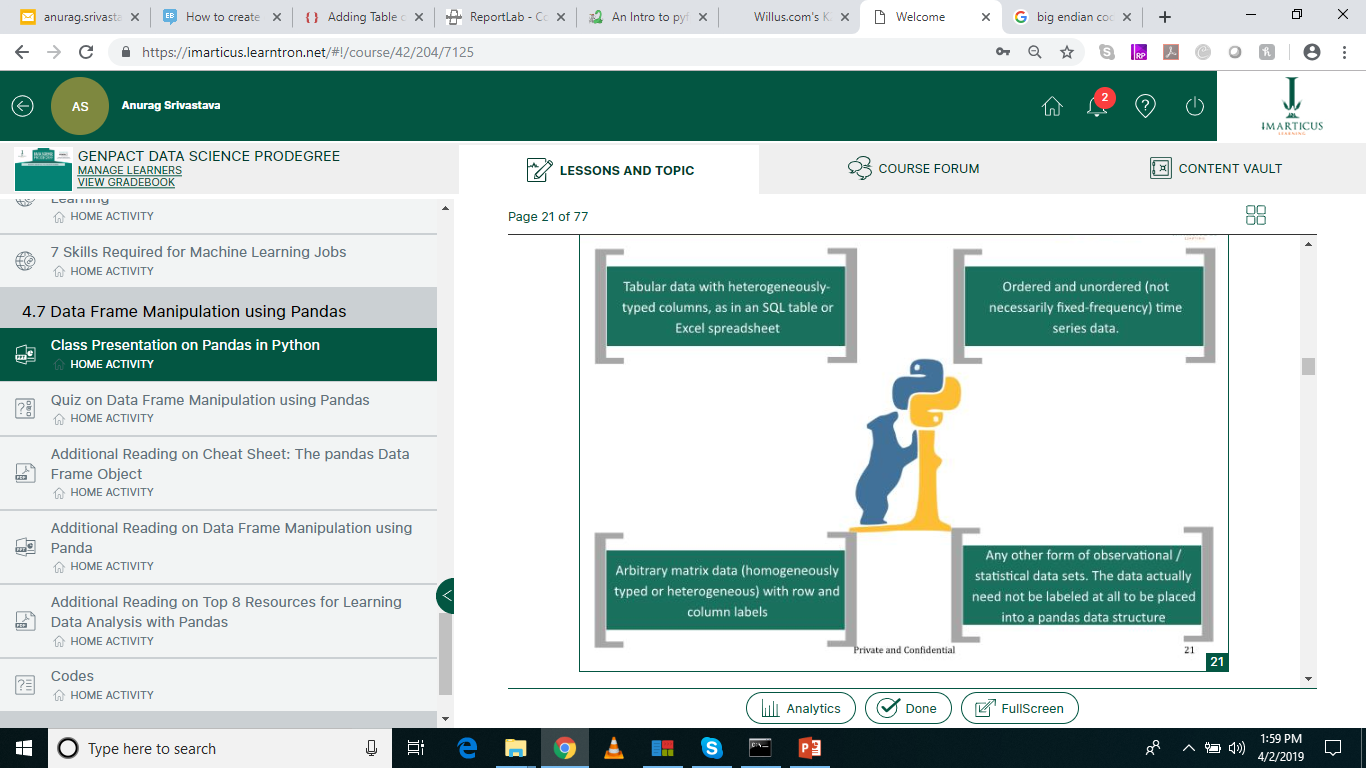 anurag.srivasta
How to create
Adding Table o
ReportLab - Co
An Intro to pyf
Willus.com's K
Welcome
big endian coo
https://imarticus.learntron.net/#!/course/42/204/7125
AS
Anurag Srivastava
2
IMARTICUS
LEARNING
GENPACT DATA SCIENCE PRODEGREE
MANAGE LEARNERS
VIEW GRADEBOOK
LESSONS AND TOPIC
COURSE FORUM
CONTENT VAULT
Learning
HOME ACTIVITY
7 Skills Required for Machine Learning Jobs
HOME ACTIVITY
4.7 Data Frame Manipulation using Pandas
Class Presentation on Pandas in Python
HOME ACTIVITY
Quiz on Data Frame Manipulation using Pandas
HOME ACTIVITY
Additional Reading on Cheat Sheet: The pandas Data
Frame Object
HOME ACTIVITY
Additional Reading on Data Frame Manipulation using
Panda
HOME ACTIVITY
Additional Reading on Top 8 Resources for Learning
Data Analysis with Pandas
HOME ACTIVITY
Codes
HOME ACTIVITY
Page 21 of 77
Tabular data with heterogeneously-
typed columns, as in an SQL table or
Excel spreadsheet
Ordered and unordered (not
necessarily fixed-frequency) time
series data.
Arbitrary matrix data (homogeneously
typed or heterogeneous) with row and
column labels
Any other form of observational /
statistical data sets. The data actually
need not be labeled at all to be placed
into a pandas data structure
Private and Confidential
21
21
Analytics
Done
FullScreen
Type here to search
1:59 PM
4/2/2019